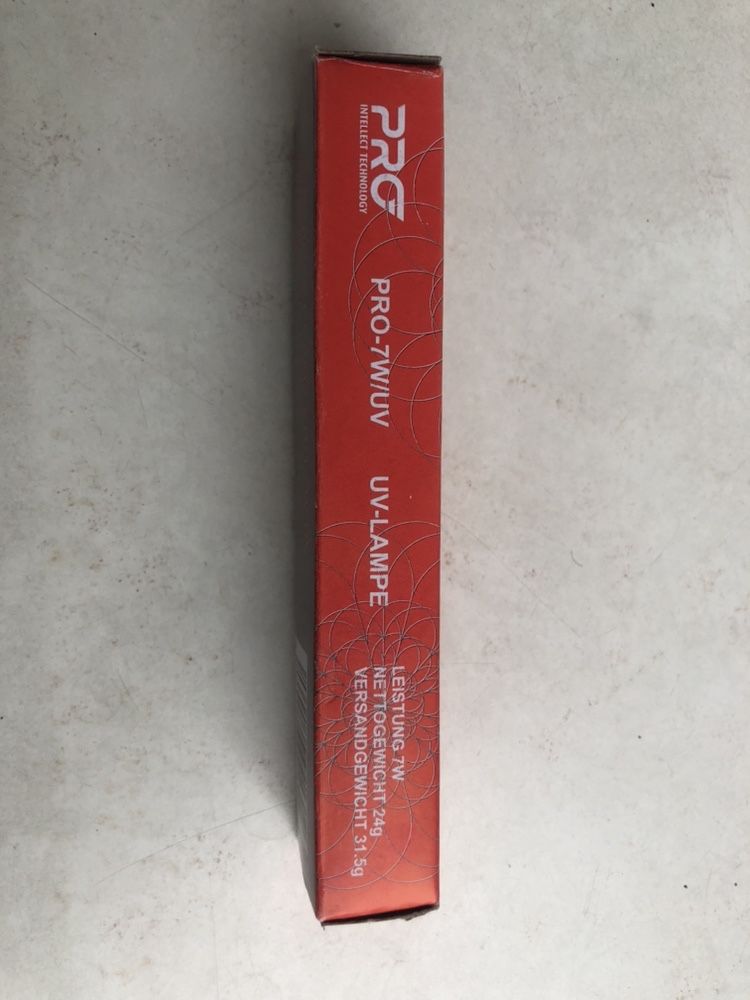 PRO
INTELLECT TECHNOLOGY
PRO-7W/UV
UV-LAMPE
LEISTUNG 7W
NETTOGEWICHT 24g
VERSANDGEWICHT 31.5g